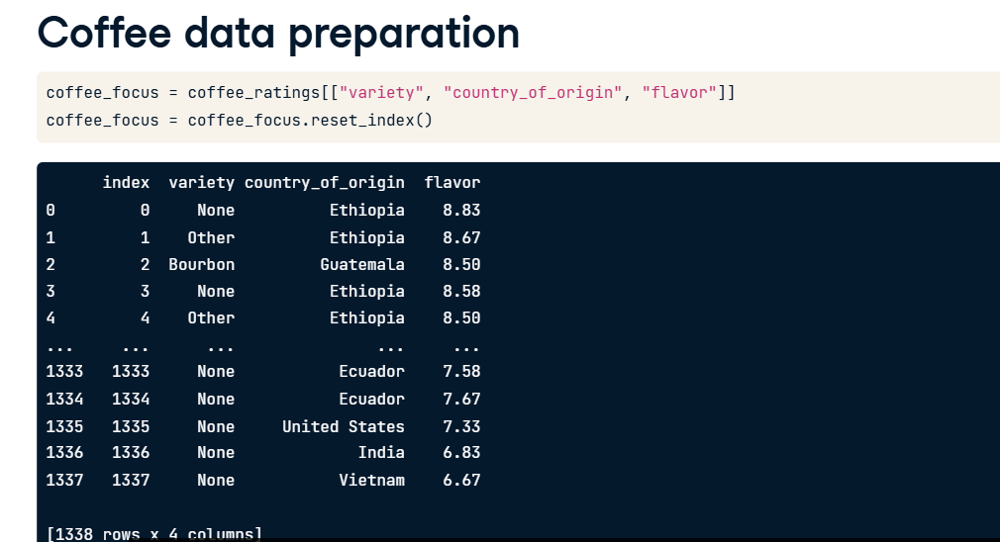 Coffee data preparation
coffee_focus = coffee_ratings[["variety", "country_of_origin", "flavor"]]
coffee_focus = coffee_focus.reset_index()
index variety country_of_origin flavor
0 0 None Ethiopia 8.83
1 1 Other Ethiopia 8.67
2 2 Bourbon Guatemala 8.50
3 3 None Ethiopia 8.58
4 4 Other Ethiopia 8.50
... ... ... ... ...
1333 1333 None Ecuador 7.58
1334 1334 None Ecuador 7.67
1335 1335 None United States 7.33
1336 1336 None India 6.83
1337 1337 None Vietnam 6.67
[1338 rows x 4 columns]